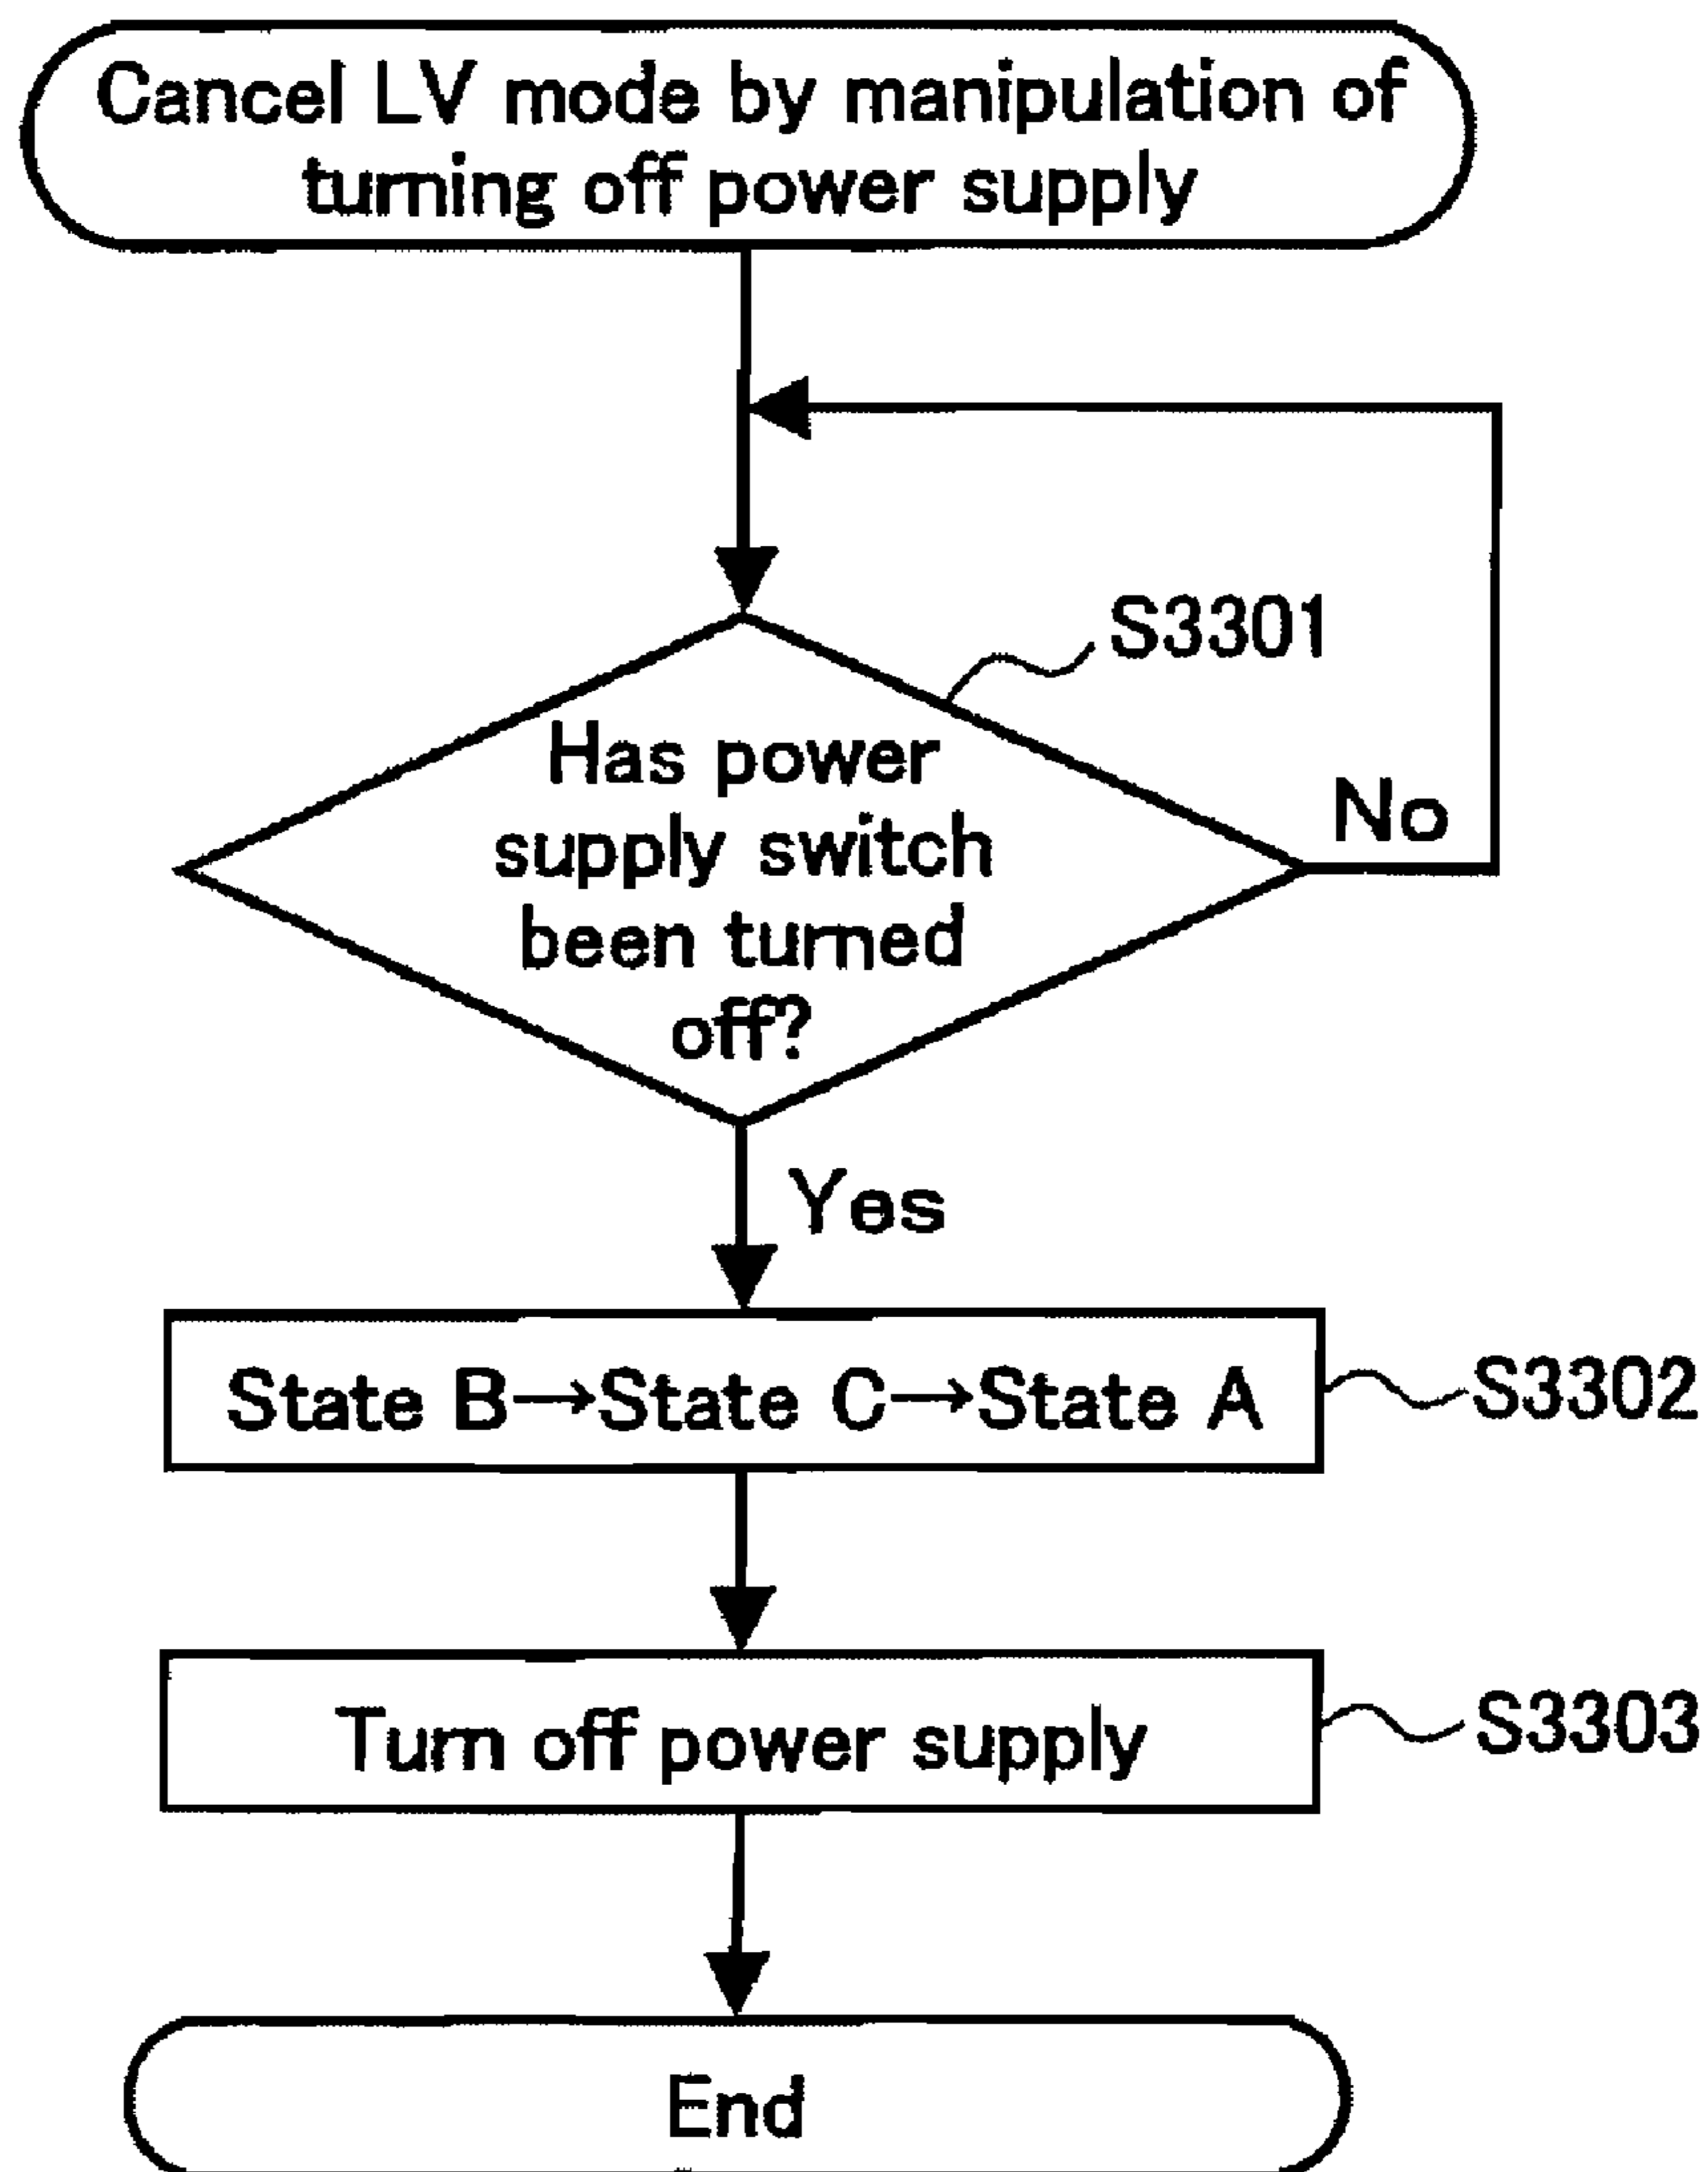 Cancel LV mode by manipulation of
turning off power supply
S3301
Has power
supply switch
been turned
off?
No
Yes
State B→State C→State A
S3302
Turn off power supply
S3303
End